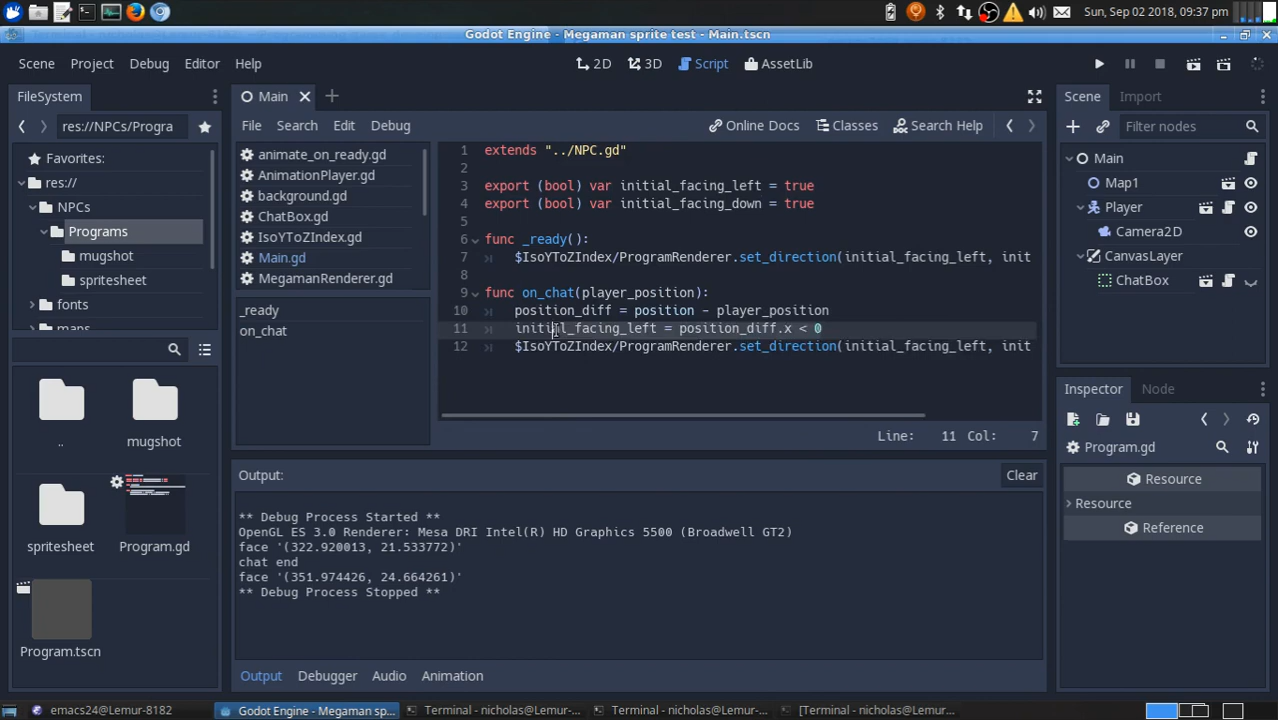 Sun, Sep 02 2018, 09:37 pm
Godot Engine - Megaman sprite test - Main.tscn
Scene Project Debug Editor Help
2D 3D Script AssetLib
FileSystem
res://NPCs/Progra
Favorites:
res://
NPCs
Programs
mugshot
spritesheet
fonts
maps
..
mugshot
spritesheet
Program.gd
Program.tscn
Main
File Search Edit Debug
Online Docs Classes Search Help
animate_on_ready.gd
AnimationPlayer.gd
background.gd
ChatBox.gd
IsoYToZIndex.gd
Main.gd
MegamanRenderer.gd
_ready
on_chat
1 extends "../NPC.gd"
2
3 export (bool) var initial_facing_left = true
4 export (bool) var initial_facing_down = true
5
6 func _ready():
7 $IsoYToZIndex/ProgramRenderer.set_direction(initial_facing_left, init
8
9 func on_chat(player_position):
10 position_diff = position - player_position
11 initial_facing_left = position_diff.x < 0
12 $IsoYToZIndex/ProgramRenderer.set_direction(initial_facing_left, init
Line: 11 Col: 7
Output:
Clear
** Debug Process Started **
OpenGL ES 3.0 Renderer: Mesa DRI Intel(R) HD Graphics 5500 (Broadwell GT2)
face '(322.920013, 21.533772)'
chat end
face '(351.974426, 24.664261)'
** Debug Process Stopped **
Output Debugger Audio Animation
Scene Import
Filter nodes
Main
Map1
Player
Camera2D
CanvasLayer
ChatBox
Inspector Node
Program.gd
Resource
Resource
Reference
emacs24@Lemur-8182
Godot Engine - Megaman sp...
Terminal - nicholas@Lemur-...
Terminal - nicholas@Lemur-...
[Terminal - nicholas@Lemur...